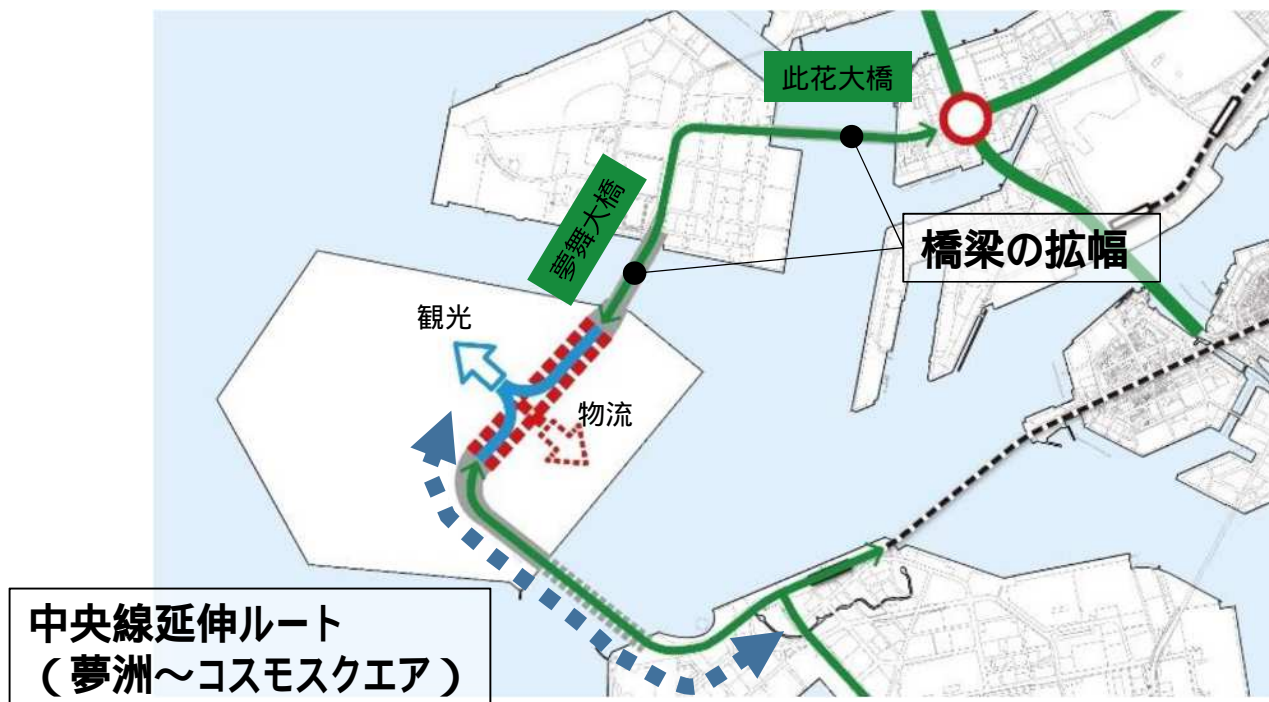 此花大橋
夢舞大橋
橋梁の拡幅
観光
物流
中央線延伸ルート
（夢洲～コスモスクエア）